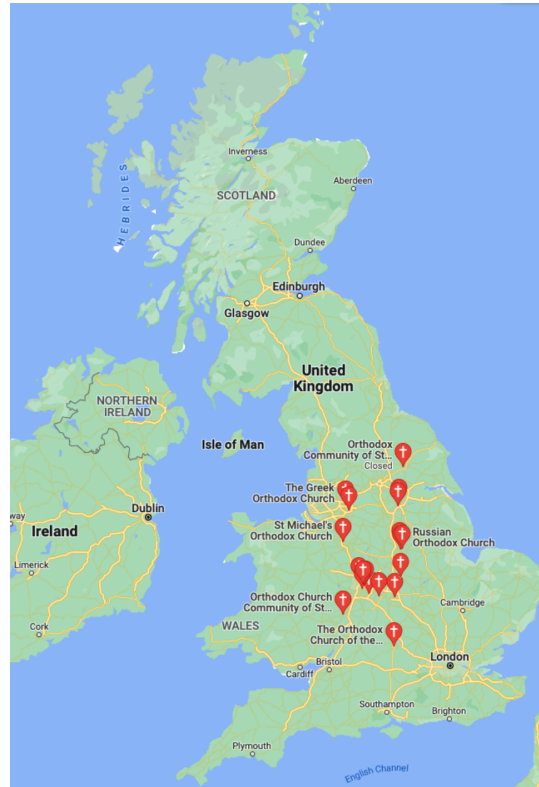 Inverness
Aberdeen
SCOTLAND
HEBRIDES
Dundee
Edinburgh
Glasgow
United
Kingdom
NORTHERN
IRELAND
Isle of Man
Orthodox
Community of St...
Closed
The Greek
Orthodox Church
Dublin
way
Ireland
St Michael's
Orthodox Church
Russian
Orthodox Church
Limerick
Orthodox Church
Community of St...
Cambridge
Cork
WALES
The Orthodox
Church of the...
London
Bristol
Cardiff
Southampton
Brighton
Plymouth
English Channel